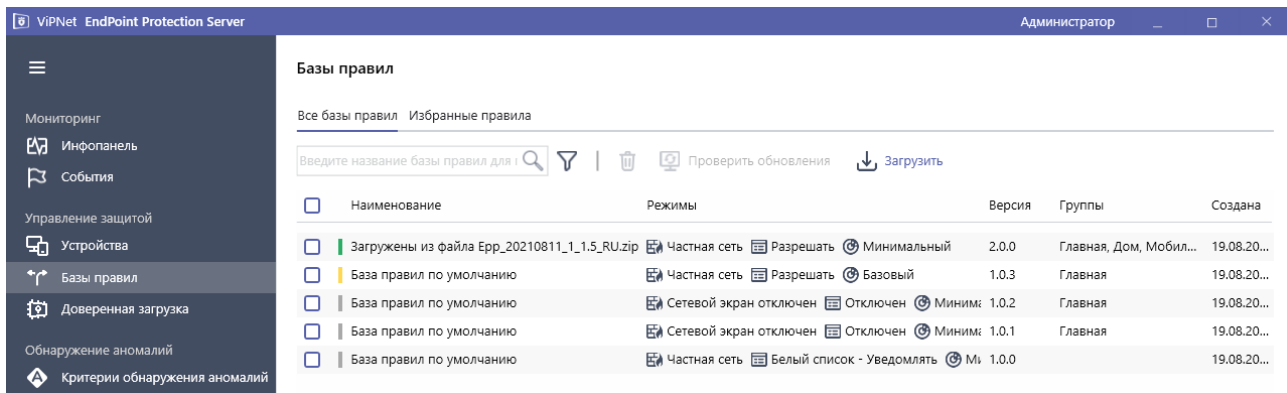 ViPNet EndPoint Protection Server Администратор
Базы правил
Мониторинг
Все базы правил Избранные правила
Инфопанель
Введите название базы правил для Проверить обновления Загрузить
События
Наименование Режимы Версия Группы Создана
Управление защитой
Устройства
Загружены из файла Epp_20210811_1_1.5_RU.zip Частная сеть Разрешать Минимальный 2.0.0 Главная, Дом, Мобил... 19.08.20...
Базы правил
База правил по умолчанию Частная сеть Разрешать Базовый 1.0.3 Главная 19.08.20...
База правил по умолчанию Сетевой экран отключен Отключен Минима 1.0.2 Главная 19.08.20...
Доверенная загрузка
База правил по умолчанию Сетевой экран отключен Отключен Минима 1.0.1 Главная 19.08.20...
Обнаружение аномалий
База правил по умолчанию Частная сеть Белый список - Уведомлять Ми 1.0.0 19.08.20...
Критерии обнаружения аномалий